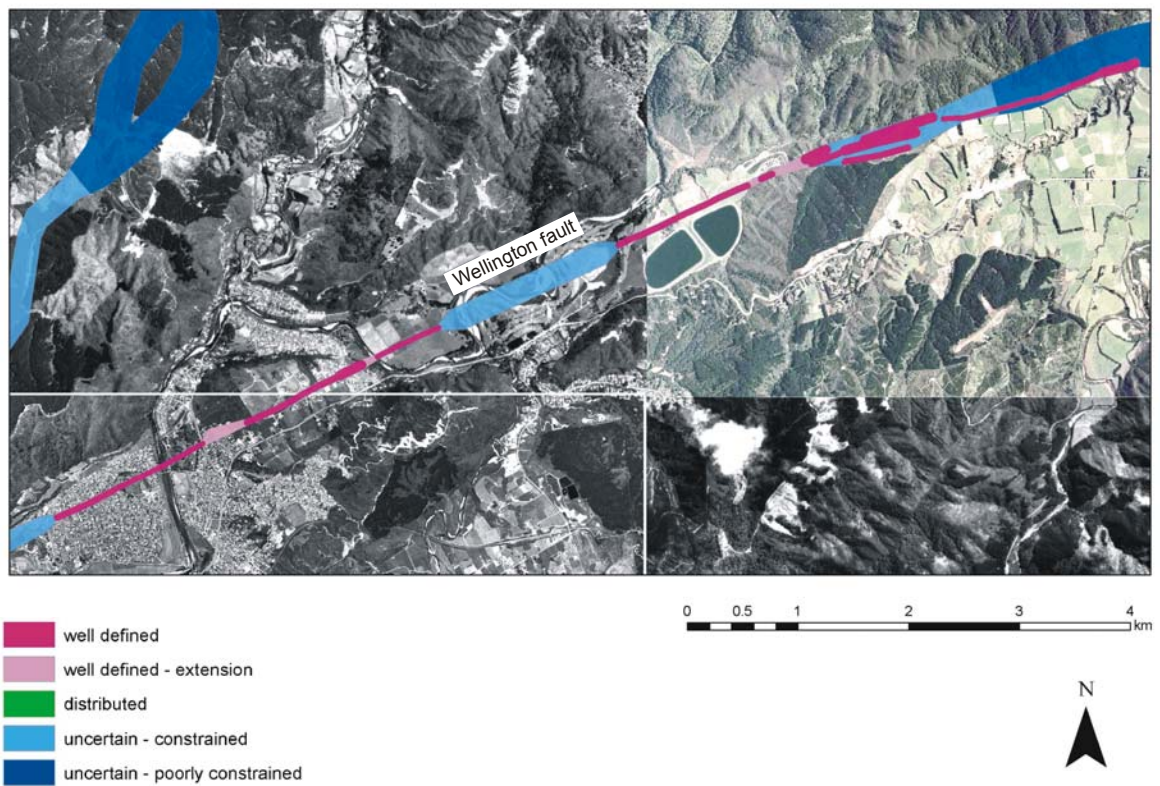 Wellington fault
well defined
well defined - extension
distributed
uncertain - constrained
uncertain - poorly constrained
0 0.5 1 2 3 4
km
N